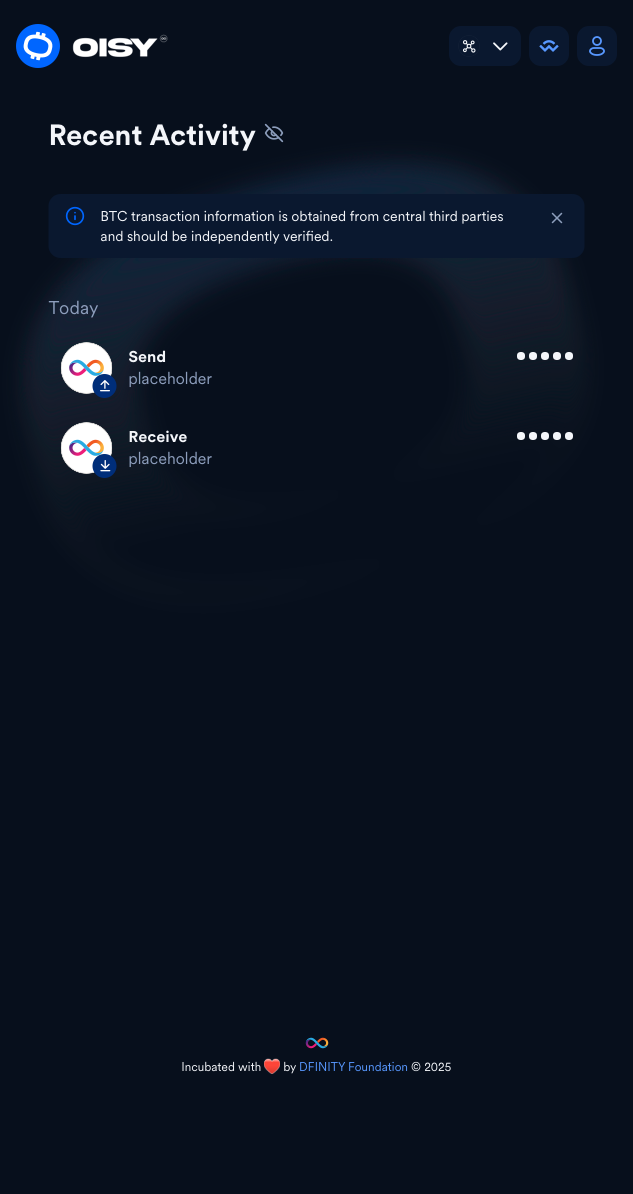 OISY
Recent Activity
BTC transaction information is obtained from central third parties
and should be independently verified.
Today
Send
placeholder
Receive
placeholder
Incubated with ❤️ by DFINITY Foundation © 2025